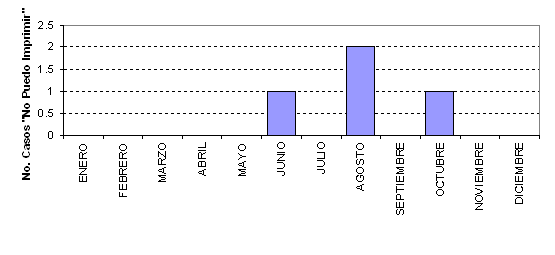 No. Casos "No Puedo Imprimir"
2.5
2
1.5
1
0.5
0
ENERO
FEBRERO
MARZO
ABRIL
MAYO
JUNIO
JULIO
AGOSTO
SEPTIEMBRE
OCTUBRE
NOVIEMBRE
DICIEMBRE